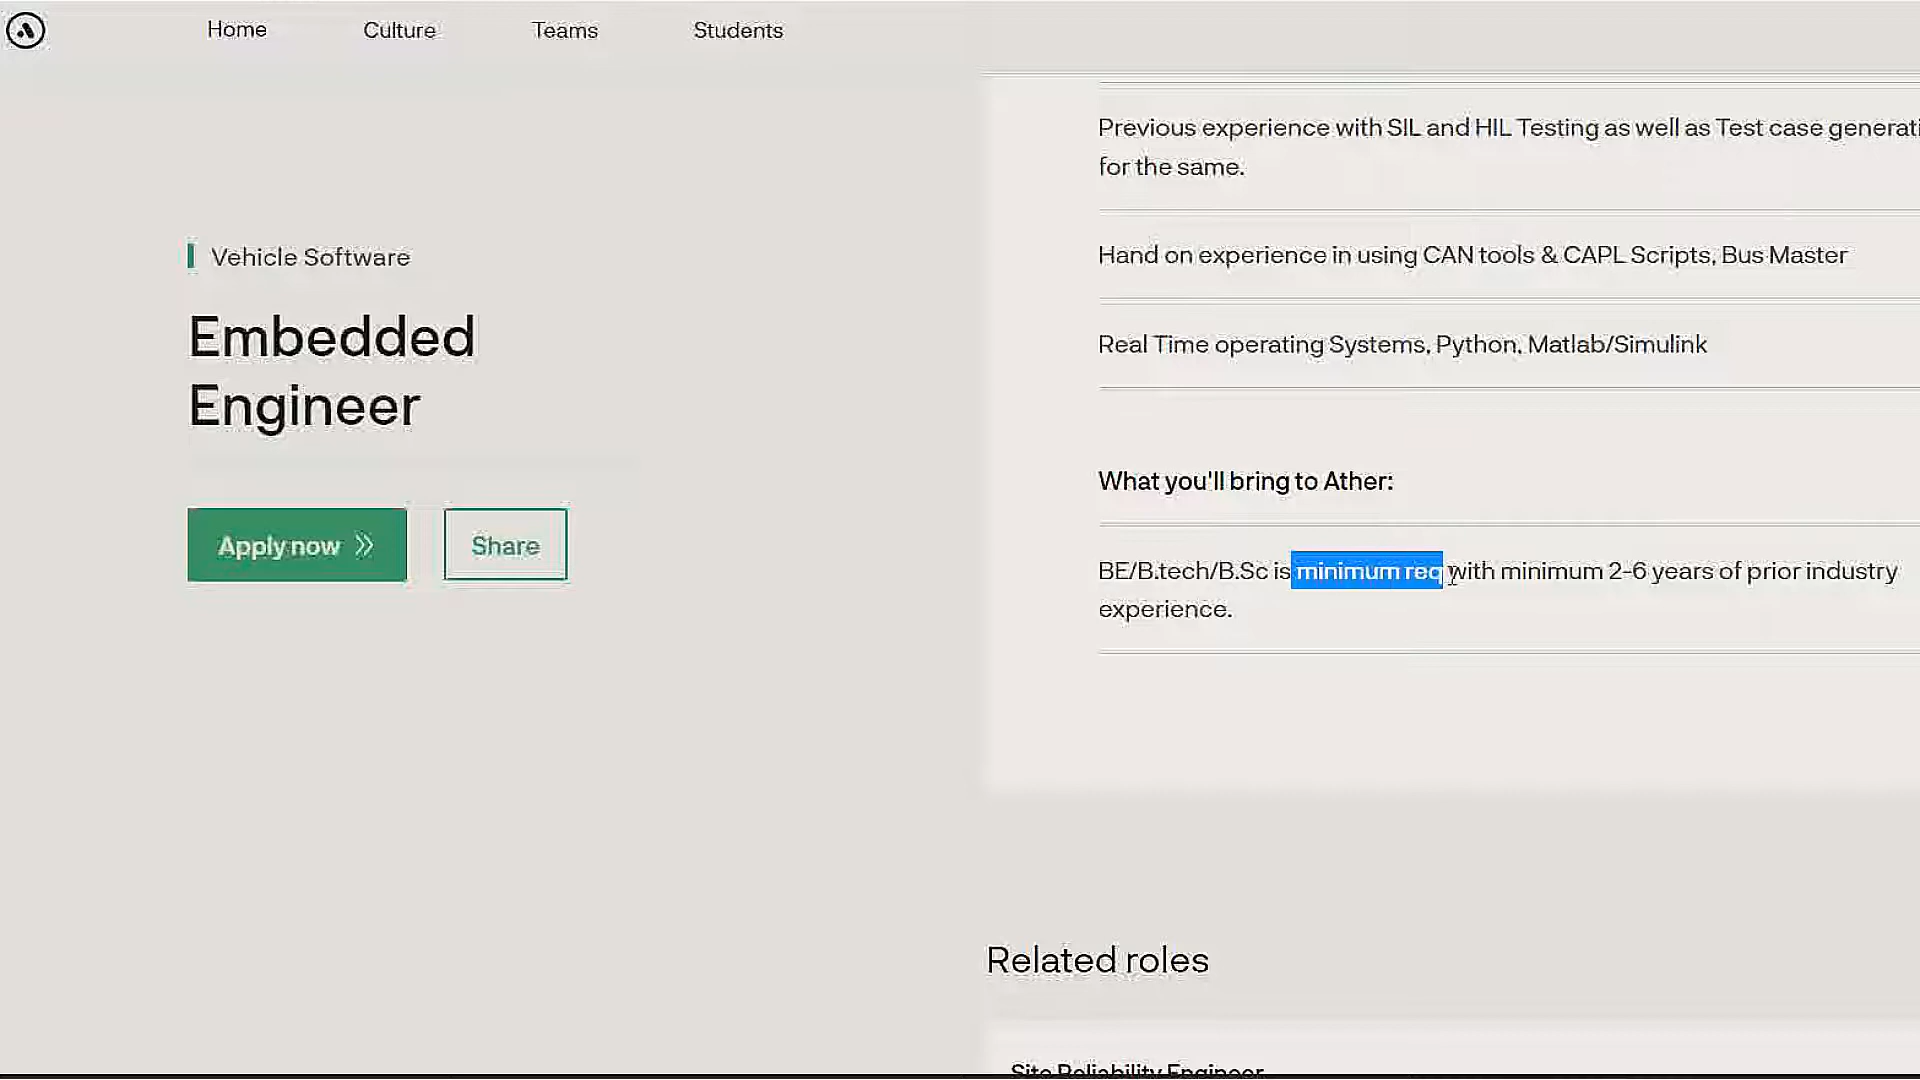 Home Culture Teams Students
Previous experience with SIL and HIL Testing as well as Test case generati
for the same.
Hand on experience in using CAN tools & CAPL Scripts, Bus Master
Real Time operating Systems, Python, Matlab/Simulink
Vehicle Software
Embedded
Engineer
Apply now
Share
What you'll bring to Ather:
BE/B.tech/B.Sc is minimum req with minimum 2-6 years of prior industry
experience.
Related roles
Site Reliability Engineer